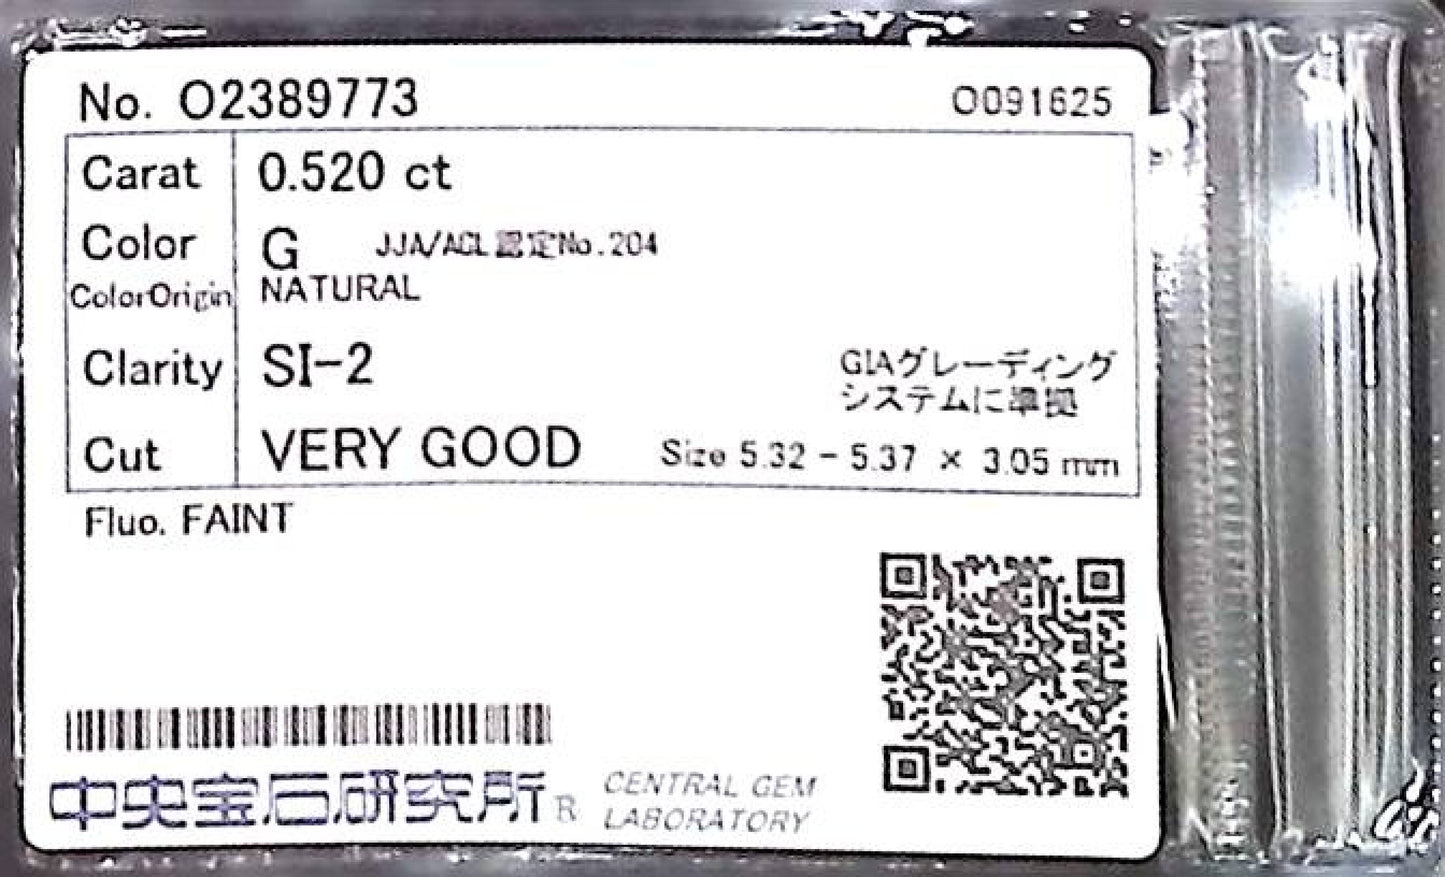 No. O2389773 O091625
Carat 0.520 ct
Color G JJA/AGL認定No.204
ColorOrigin NATURAL
Clarity SI-2 GIAグレーディング
システムに準拠
Cut VERY GOOD Size 5.32 - 5.37 × 3.05 mm
Fluo. FAINT
中央宝石研究所® CENTRAL GEM
LABORATORY